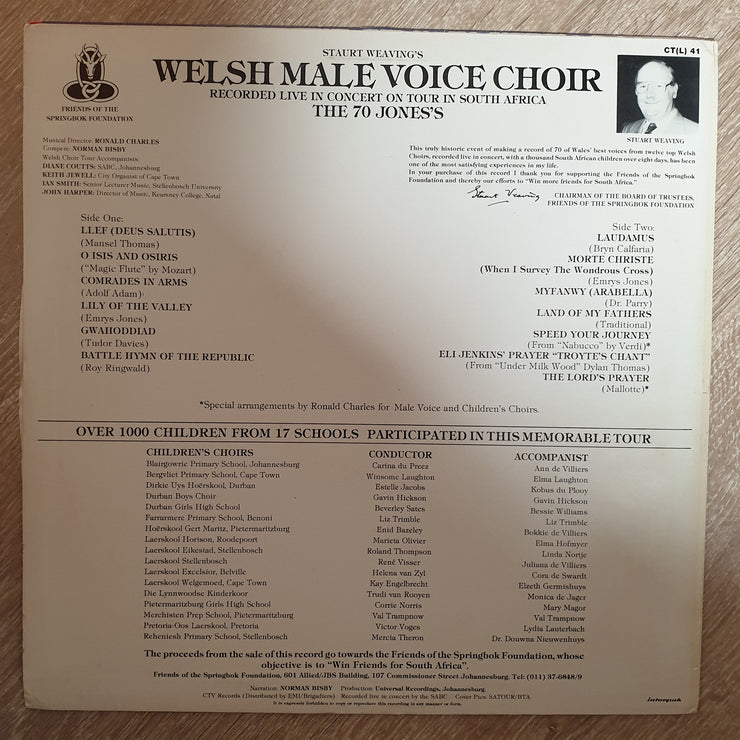 STAURT WEAVING'S
WELSH MALE VOICE CHOIR
RECORDED LIVE IN CONCERT ON TOUR IN SOUTH AFRICA
THE 70 JONES'S
CT(L) 41
FRIENDS OF THE
SPRINGBOK FOUNDATION
STUART WEAVING
Musical Director: RONALD CHARLES
Compere: NORMAN BISBY
Welsh Choir Tour Accompanists:
DIANE COUTTS: SABC, Johannesburg
KEITH JEWELL: City Organist of Cape Town
IAN SMITH: Senior Lecturer Music, Stellenbosch University
JOHN HARPER: Director of Music, Kearsney College, Natal
This truly historic event of making a record of 70 of Wales' best voices from twelve top Welsh
Choirs, recorded live in concert, with a thousand South African children over eight days, has been
one of the most satisfying experiences in my life.
In your purchase of this record I thank you for supporting the Friends of the Springbok
Foundation and thereby our efforts to "Win more friends for South Africa."
Stuart Weaving
CHAIRMAN OF THE BOARD OF TRUSTEES,
FRIENDS OF THE SPRINGBOK FOUNDATION
Side One:
LLEF (DEUS SALUTIS)
(Mansel Thomas)
O ISIS AND OSIRIS
("Magic Flute" by Mozart)
COMRADES IN ARMS
(Adolf Adam)
LILY OF THE VALLEY
(Emrys Jones)
GWAHODDIAD
(Tudor Davies)
BATTLE HYMN OF THE REPUBLIC
(Roy Ringwald)
Side Two:
LAUDAMUS
(Bryn Calfaria)
MORTE CHRISTE
(When I Survey The Wondrous Cross)
(Emrys Jones)
MYFANWY (ARABELLA)
(Dr. Parry)
LAND OF MY FATHERS
(Traditional)
SPEED YOUR JOURNEY
(From "Nabucco" by Verdi)*
ELI JENKINS' PRAYER "TROYTE'S CHANT"
(From "Under Milk Wood" Dylan Thomas)
THE LORD'S PRAYER
(Mallotte)*
*Special arrangements by Ronald Charles for Male Voice and Children's Choirs.
OVER 1000 CHILDREN FROM 17 SCHOOLS PARTICIPATED IN THIS MEMORABLE TOUR
CHILDREN'S CHOIRS CONDUCTOR ACCOMPANIST
Blairgowrie Primary School, Johannesburg Carina du Preez Ann de Villiers
Bergvliet Primary School, Cape Town Winsome Laughton Elma Laughton
Dirkie Uys Hoërskool, Durban Estelle Jacobs Kobus du Plooy
Durban Boys Choir Gavin Hickson Gavin Hickson
Durban Girls High School Beverley Sates Bessie Williams
Farrarmere Primary School, Benoni Liz Trimble Liz Trimble
Hoërskool Gert Maritz, Pietermaritzburg Enid Bazeley Bokkie de Villiers
Laerskool Horison, Roodepoort Marieta Olivier Elma Hofmyer
Laerskool Eikestad, Stellenbosch Roland Thompson Linda Nortje
Laerskool Stellenbosch René Visser Juliana de Villiers
Laerskool Excelsior, Belville Helena van Zyl Cora de Swardt
Laerskool Welgemoed, Cape Town Kay Engelbrecht Elzeth Germishuys
Die Lynnwoodse Kinderkoor Trudi van Rooyen Monica de Jager
Pietermaritzburg Girls High School Corrie Norris Mary Magor
Merchisten Prep School, Pietermaritzburg Val Trampnow Val Trampnow
Pretoria-Oos Laerskool, Pretoria Victor Voges Lydia Lauterbach
Reheniesh Primary School, Stellenbosch Mercia Theron Dr. Douwna Nieuwenhuys
The proceeds from the sale of this record go towards the Friends of the Springbok Foundation, whose
objective is to "Win Friends for South Africa".
Friends of the Springbok Foundation, 601 Allied/JBS Building, 107 Commissioner Street Johannesburg. Tel: (011) 37-6848/9
Narration: NORMAN BISBY Production: Universal Recordings, Johannesburg.
CTV Records (Distributed by EMI/Brigadiers) Recorded live in concert by the SABC Cover Pics: SATOUR/BTA.
It is expressly forbidden to copy or reproduce this recording in any manner or form.